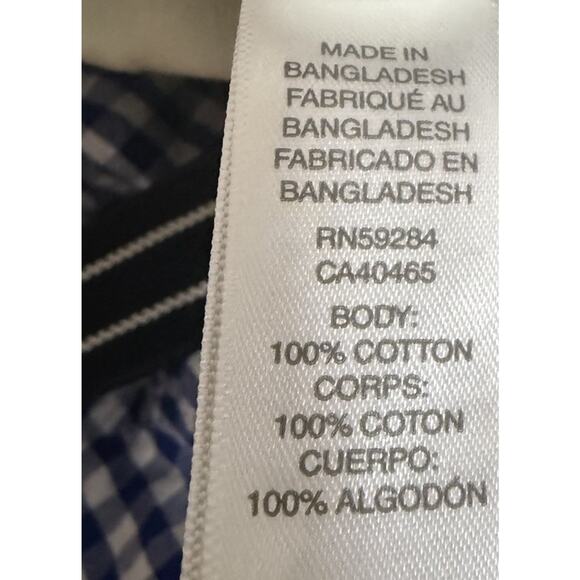 MADE IN
BANGLADESH
FABRIQUÉ AU
BANGLADESH
FABRICADO EN
BANGLADESH
RN59284
CA40465
BODY:
100% COTTON
CORPS:
100% COTON
CUERPO:
100% ALGODÓN